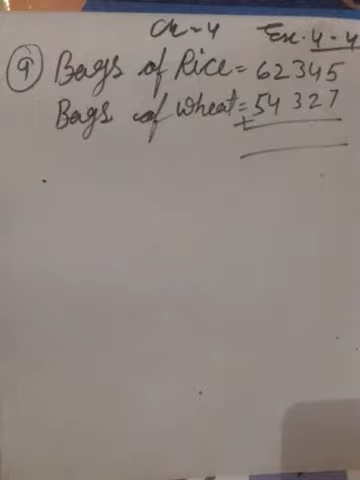 Ch - 4 Ex. 4 - 4
9 Bags of Rice = 62345
Bags of wheat = 54327
+